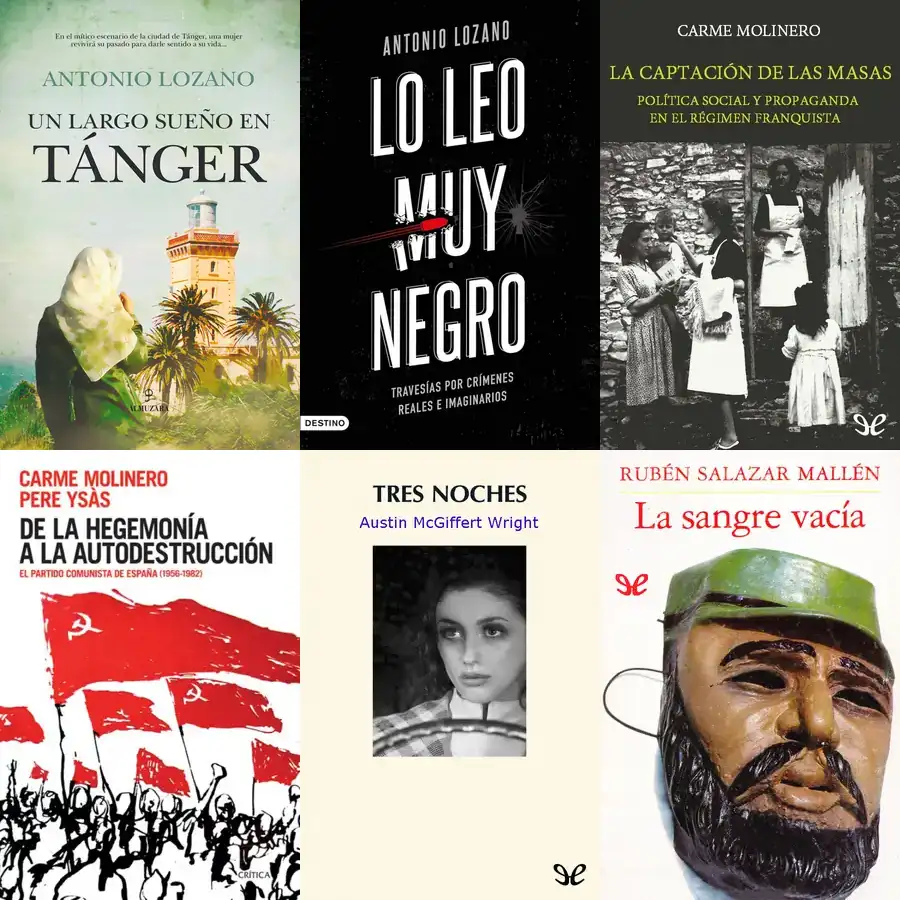 En el mítico escenario de la ciudad de Tánger, una mujer
revivirá su pasado para darle sentido a su vida...
ANTONIO LOZANO
UN LARGO SUEÑO EN
TÁNGER
ALMUZARA
ANTONIO LOZANO
LO LEO
MUY
NEGRO
TRAVESÍAS POR CRÍMENES
REALES E IMAGINARIOS
DESTINO
CARME MOLINERO
LA CAPTACIÓN DE LAS MASAS
POLÍTICA SOCIAL Y PROPAGANDA
EN EL RÉGIMEN FRANQUISTA
CARME MOLINERO
PERE YSÀS
DE LA HEGEMONÍA
A LA AUTODESTRUCCIÓN
EL PARTIDO COMUNISTA DE ESPAÑA (1956-1982)
CRÍTICA
TRES NOCHES
Austin McGiffert Wright
RUBÉN SALAZAR MALLÉN
La sangre vacía